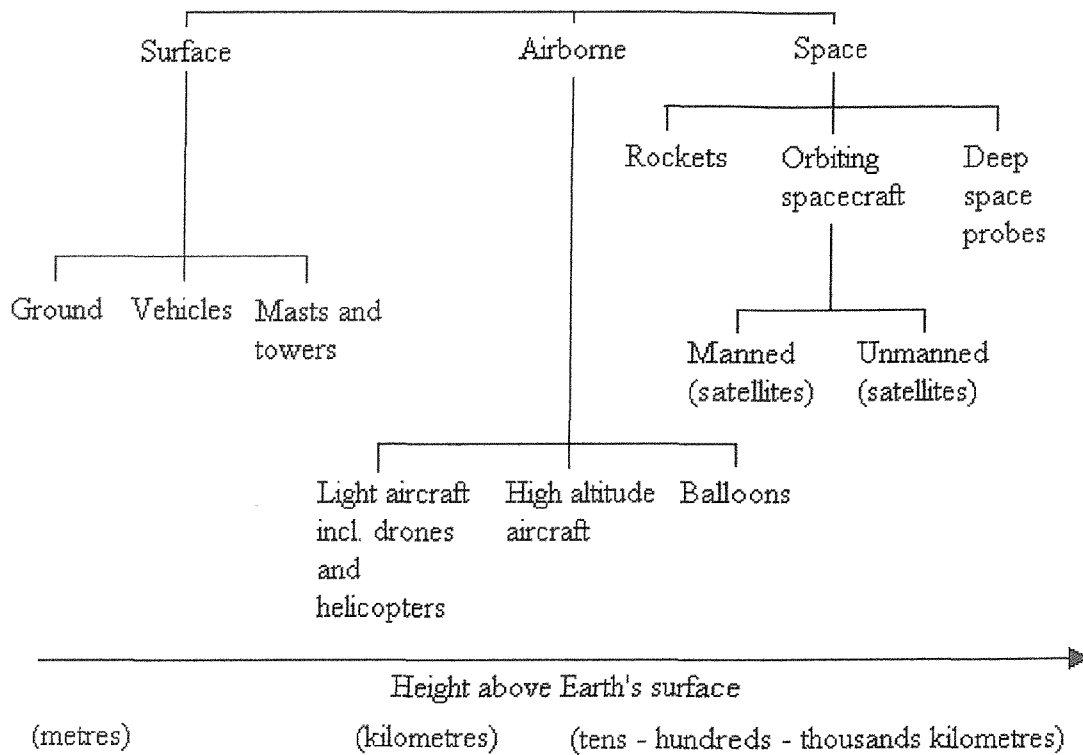 Surface
Airborne
Space
Rockets
Orbiting
spacecraft
Deep
space
probes
Ground
Vehicles
Masts and
towers
Manned
(satellites)
Unmanned
(satellites)
Light aircraft
incl. drones
and
helicopters
High altitude
aircraft
Balloons
Height above Earth's surface
(metres)
(kilometres)
(tens - hundreds - thousands kilometres)